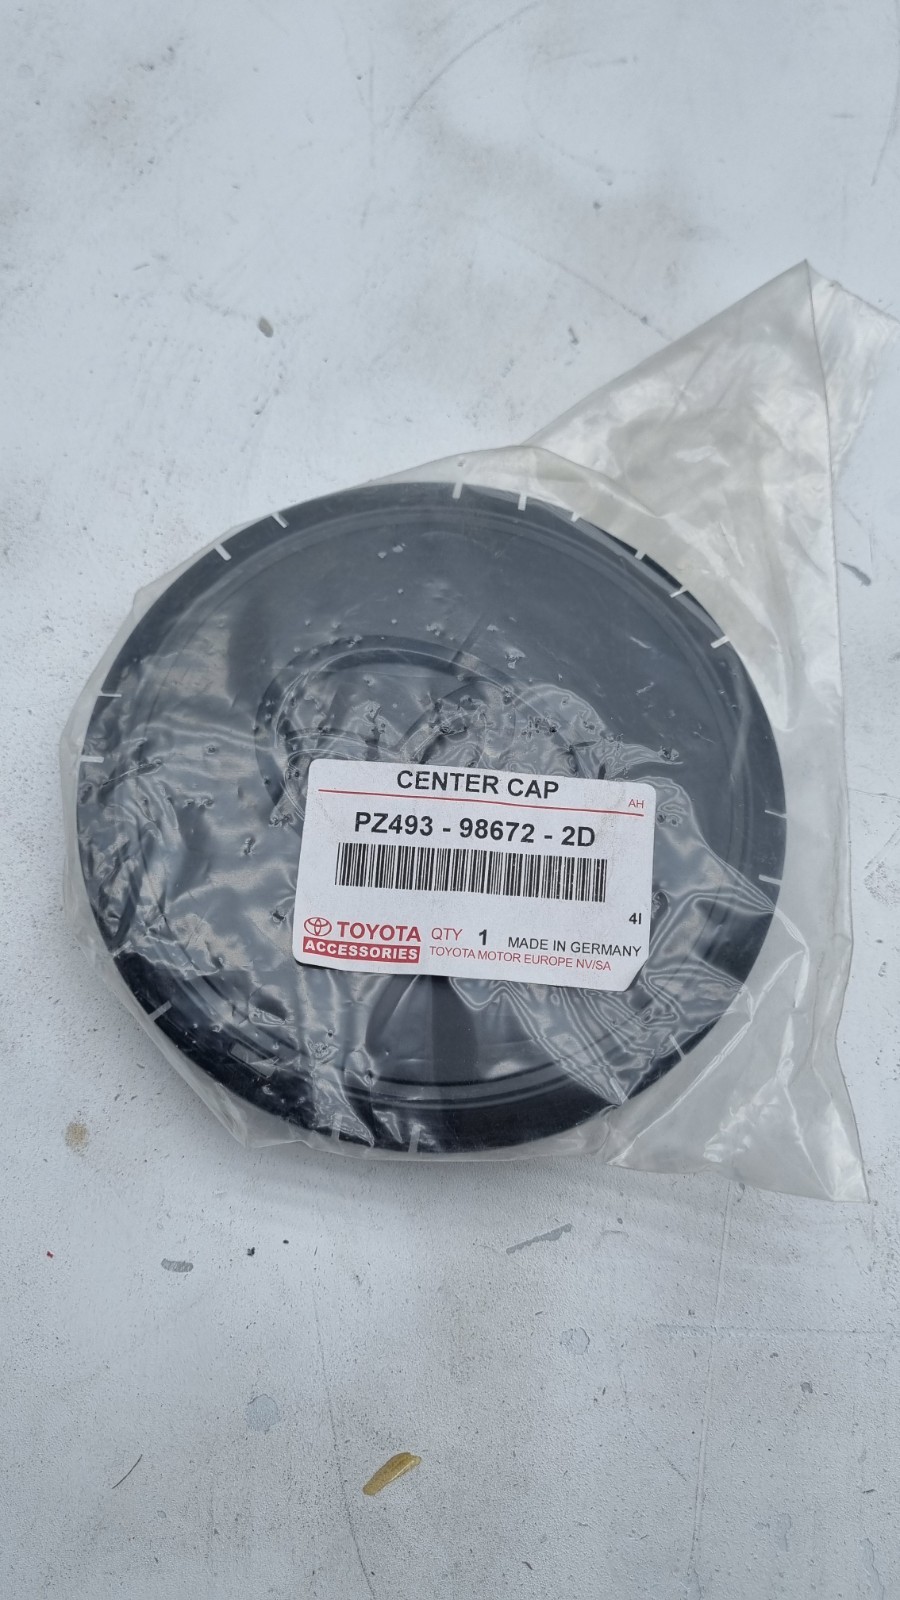 CENTER CAP
AH
PZ493 - 98672 - 2D
4I
TOYOTA
ACCESSORIES
QTY 1 MADE IN GERMANY
TOYOTA MOTOR EUROPE NV/SA